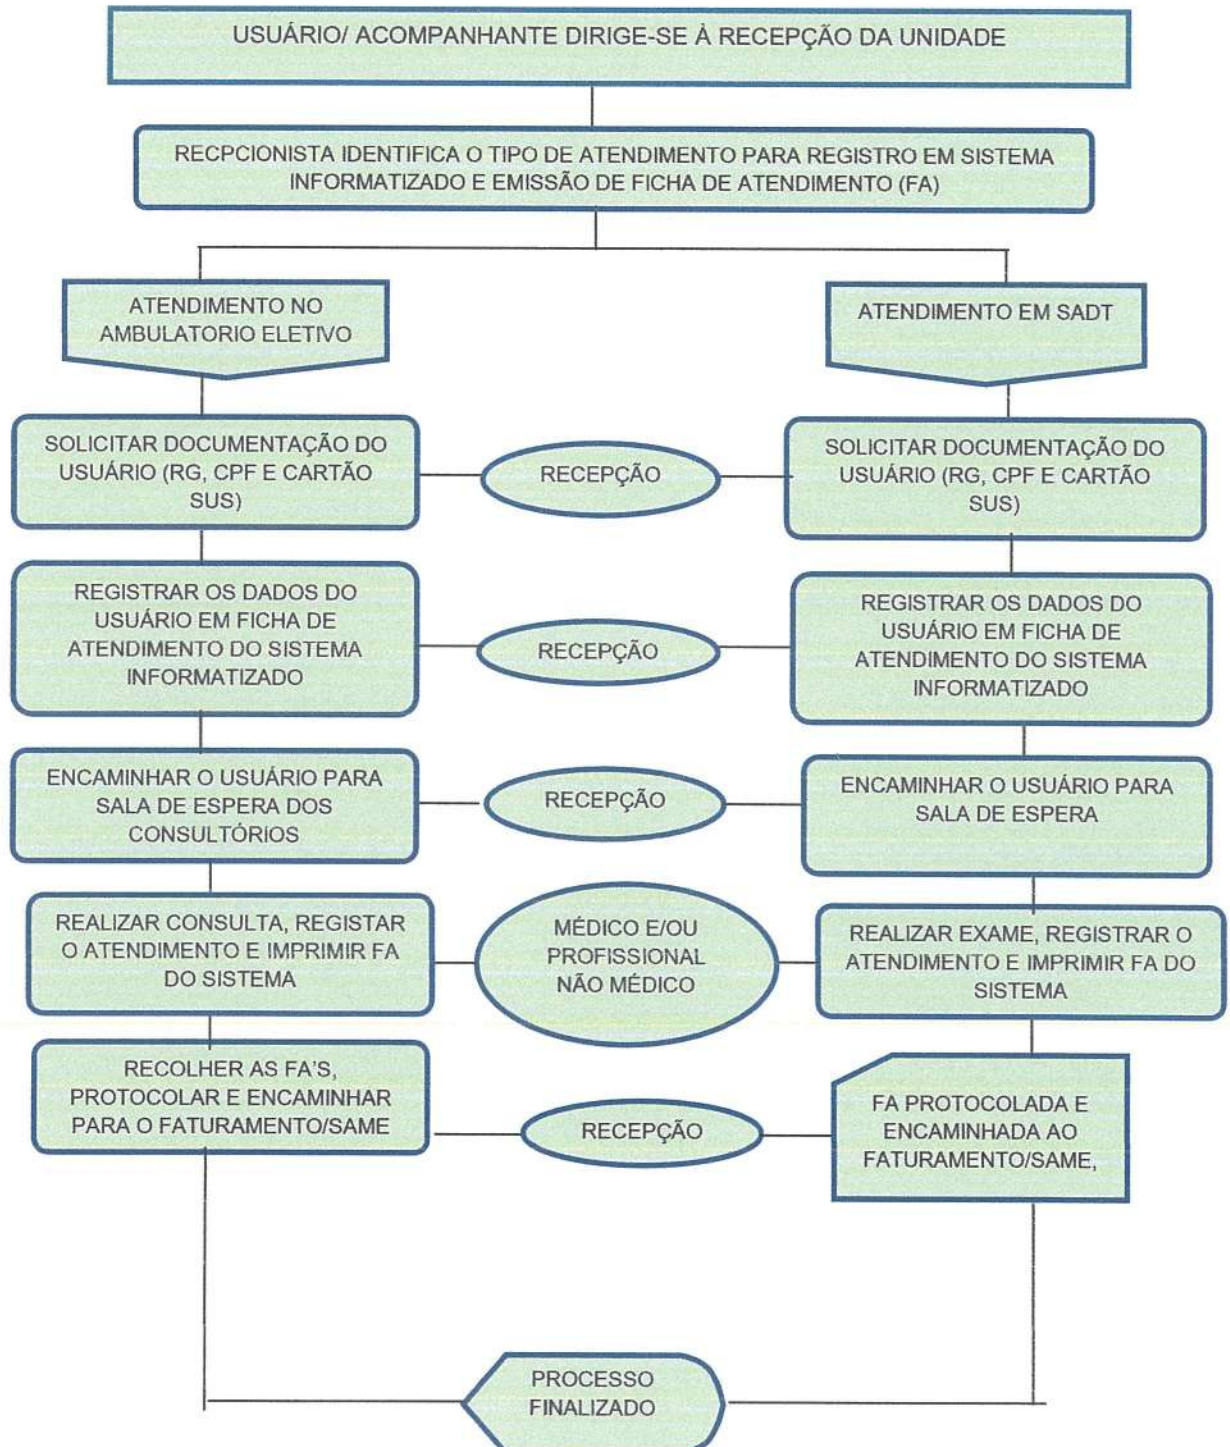 USUÁRIO/ ACOMPANHANTE DIRIGE-SE À RECEPÇÃO DA UNIDADE
RECPCIONISTA IDENTIFICA O TIPO DE ATENDIMENTO PARA REGISTRO EM SISTEMA
INFORMATIZADO E EMISSÃO DE FICHA DE ATENDIMENTO (FA)
ATENDIMENTO NO
AMBULATORIO ELETIVO
ATENDIMENTO EM SADT
SOLICITAR DOCUMENTAÇÃO DO
USUÁRIO (RG, CPF E CARTÃO
SUS)
RECEPÇÃO
SOLICITAR DOCUMENTAÇÃO DO
USUÁRIO (RG, CPF E CARTÃO
SUS)
REGISTRAR OS DADOS DO
USUÁRIO EM FICHA DE
ATENDIMENTO DO SISTEMA
INFORMATIZADO
RECEPÇÃO
REGISTRAR OS DADOS DO
USUÁRIO EM FICHA DE
ATENDIMENTO DO SISTEMA
INFORMATIZADO
ENCAMINHAR O USUÁRIO PARA
SALA DE ESPERA DOS
CONSULTÓRIOS
RECEPÇÃO
ENCAMINHAR O USUÁRIO PARA
SALA DE ESPERA
REALIZAR CONSULTA, REGISTAR
O ATENDIMENTO E IMPRIMIR FA
DO SISTEMA
MÉDICO E/OU
PROFISSIONAL
NÃO MÉDICO
REALIZAR EXAME, REGISTRAR O
ATENDIMENTO E IMPRIMIR FA DO
SISTEMA
RECOLHER AS FA'S,
PROTOCOLAR E ENCAMINHAR
PARA O FATURAMENTO/SAME
RECEPÇÃO
FA PROTOCOLADA E
ENCAMINHADA AO
FATURAMENTO/SAME,
PROCESSO
FINALIZADO